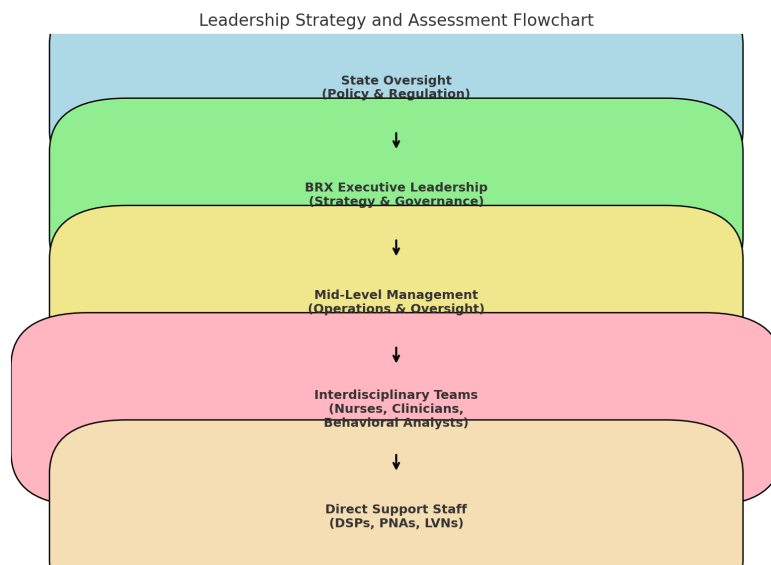 Leadership Strategy and Assessment Flowchart
State Oversight
(Policy & Regulation)
BRX Executive Leadership
(Strategy & Governance)
Mid-Level Management
(Operations & Oversight)
Interdisciplinary Teams
(Nurses, Clinicians,
Behavioral Analysts)
Direct Support Staff
(DSPs, PNAs, LVNs)